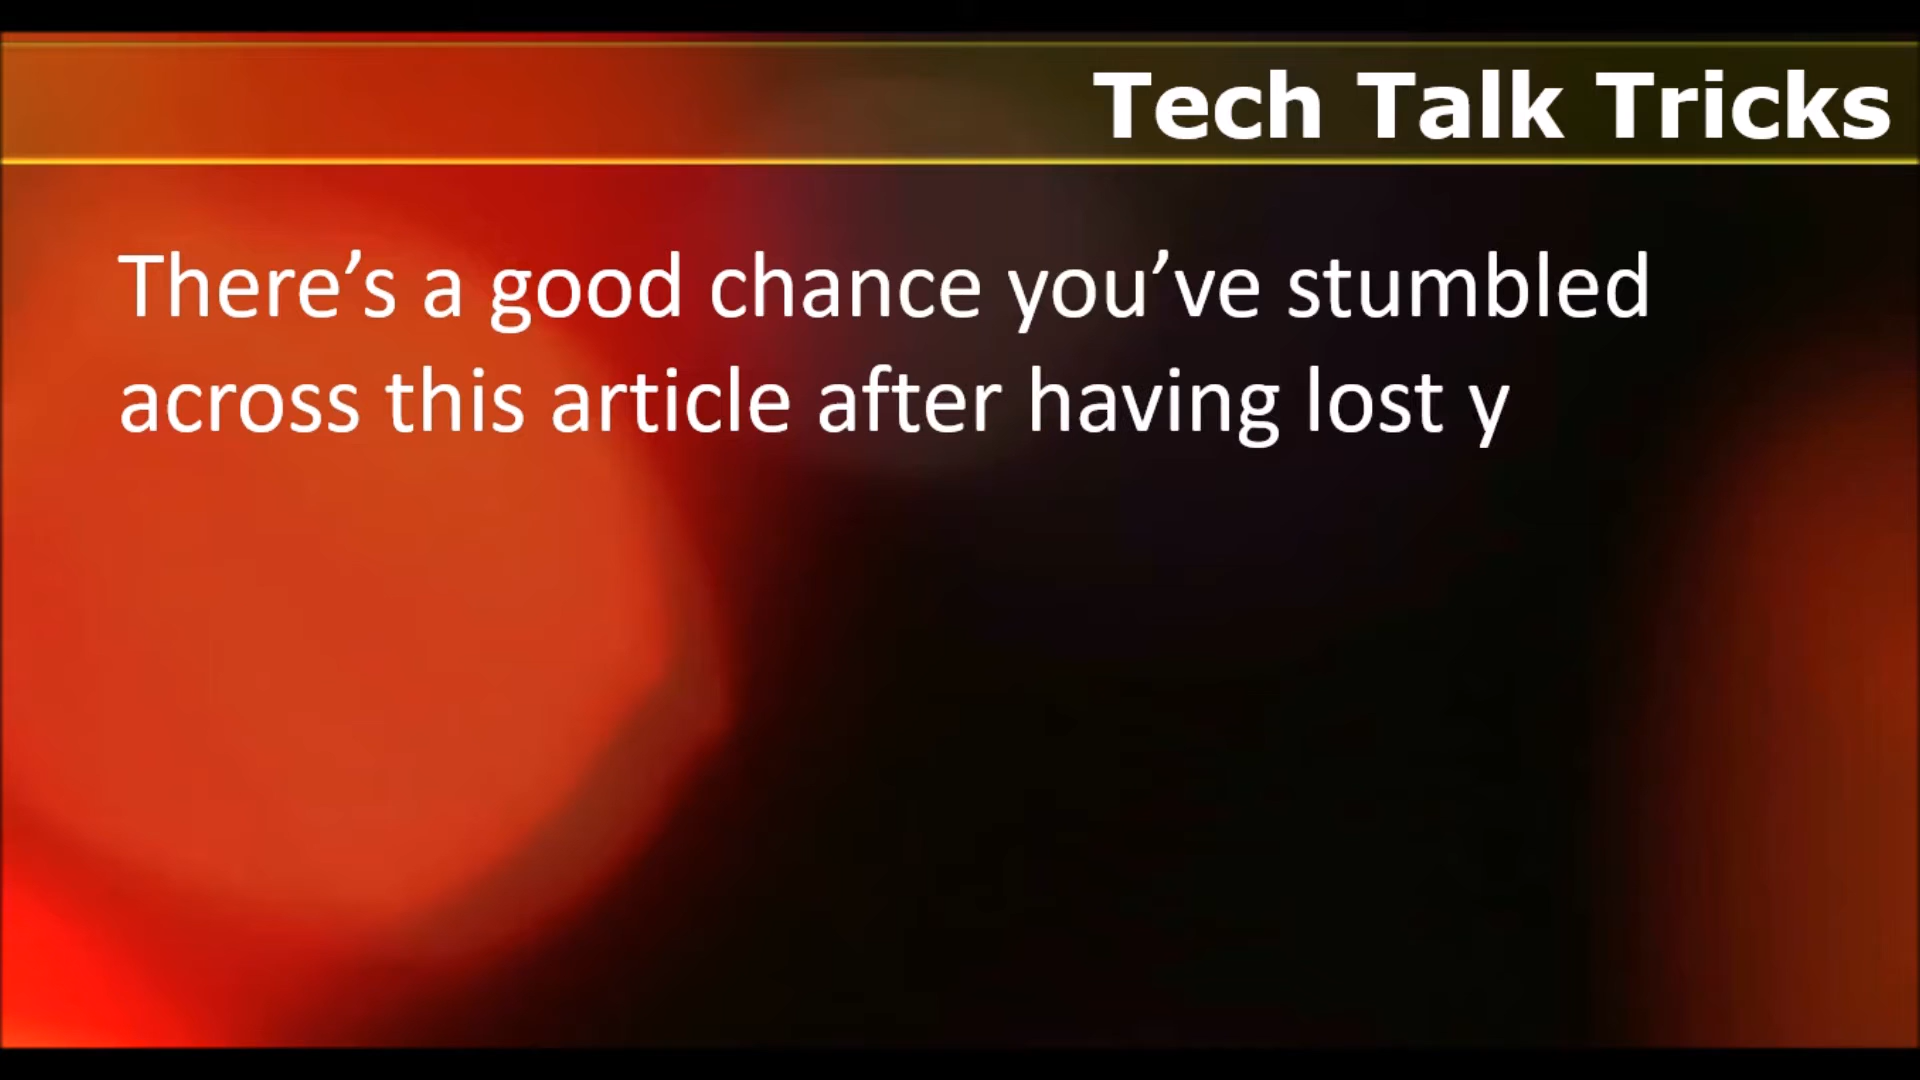 Tech Talk Tricks
There’s a good chance you’ve stumbled
across this article after having lost y